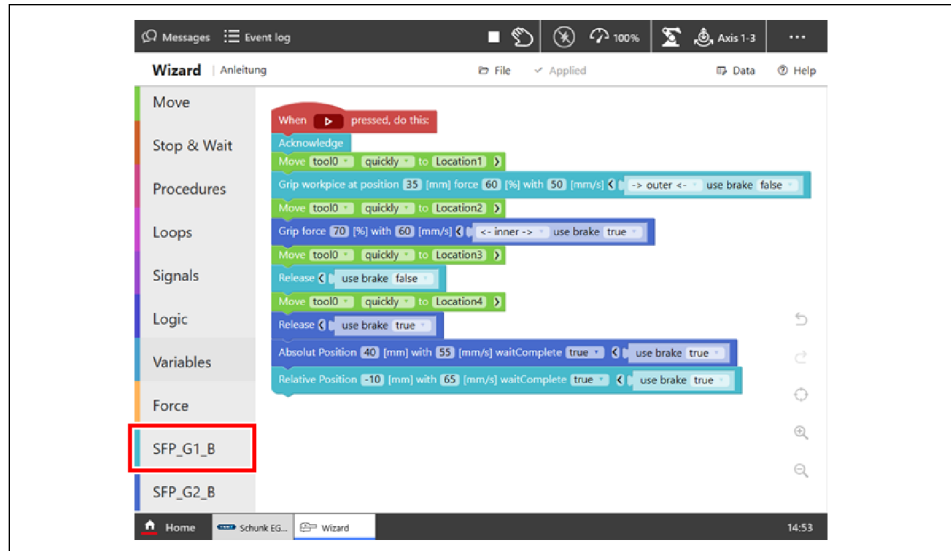 Messages Event log 100% Axis 1-3 ...
Wizard | Anleitung File Applied Data Help
Move
Stop & Wait
Procedures
Loops
Signals
Logic
Variables
Force
SFP_G1_B
SFP_G2_B
When pressed, do this:
Acknowledge
Move tool0 quickly to Location1
Grip workpice at position 35 [mm] force 60 [%] with 50 [mm/s] -> outer <- use brake false
Move tool0 quickly to Location2
Grip force 70 [%] with 60 [mm/s] <- inner -> use brake true
Move tool0 quickly to Location3
Release use brake false
Move tool0 quickly to Location4
Release use brake true
Absolut Position 40 [mm] with 55 [mm/s] waitComplete true use brake true
Relative Position -10 [mm] with 65 [mm/s] waitComplete true use brake true
Home Schunk EG... Wizard 14:53